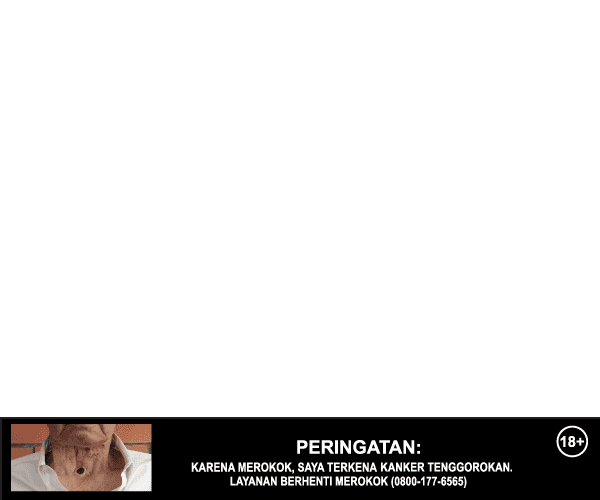 PERINGATAN:
18+
KARENA MEROKOK, SAYA TERKENA KANKER TENGGOROKAN.
LAYANAN BERHENTI MEROKOK (0800-177-6565)